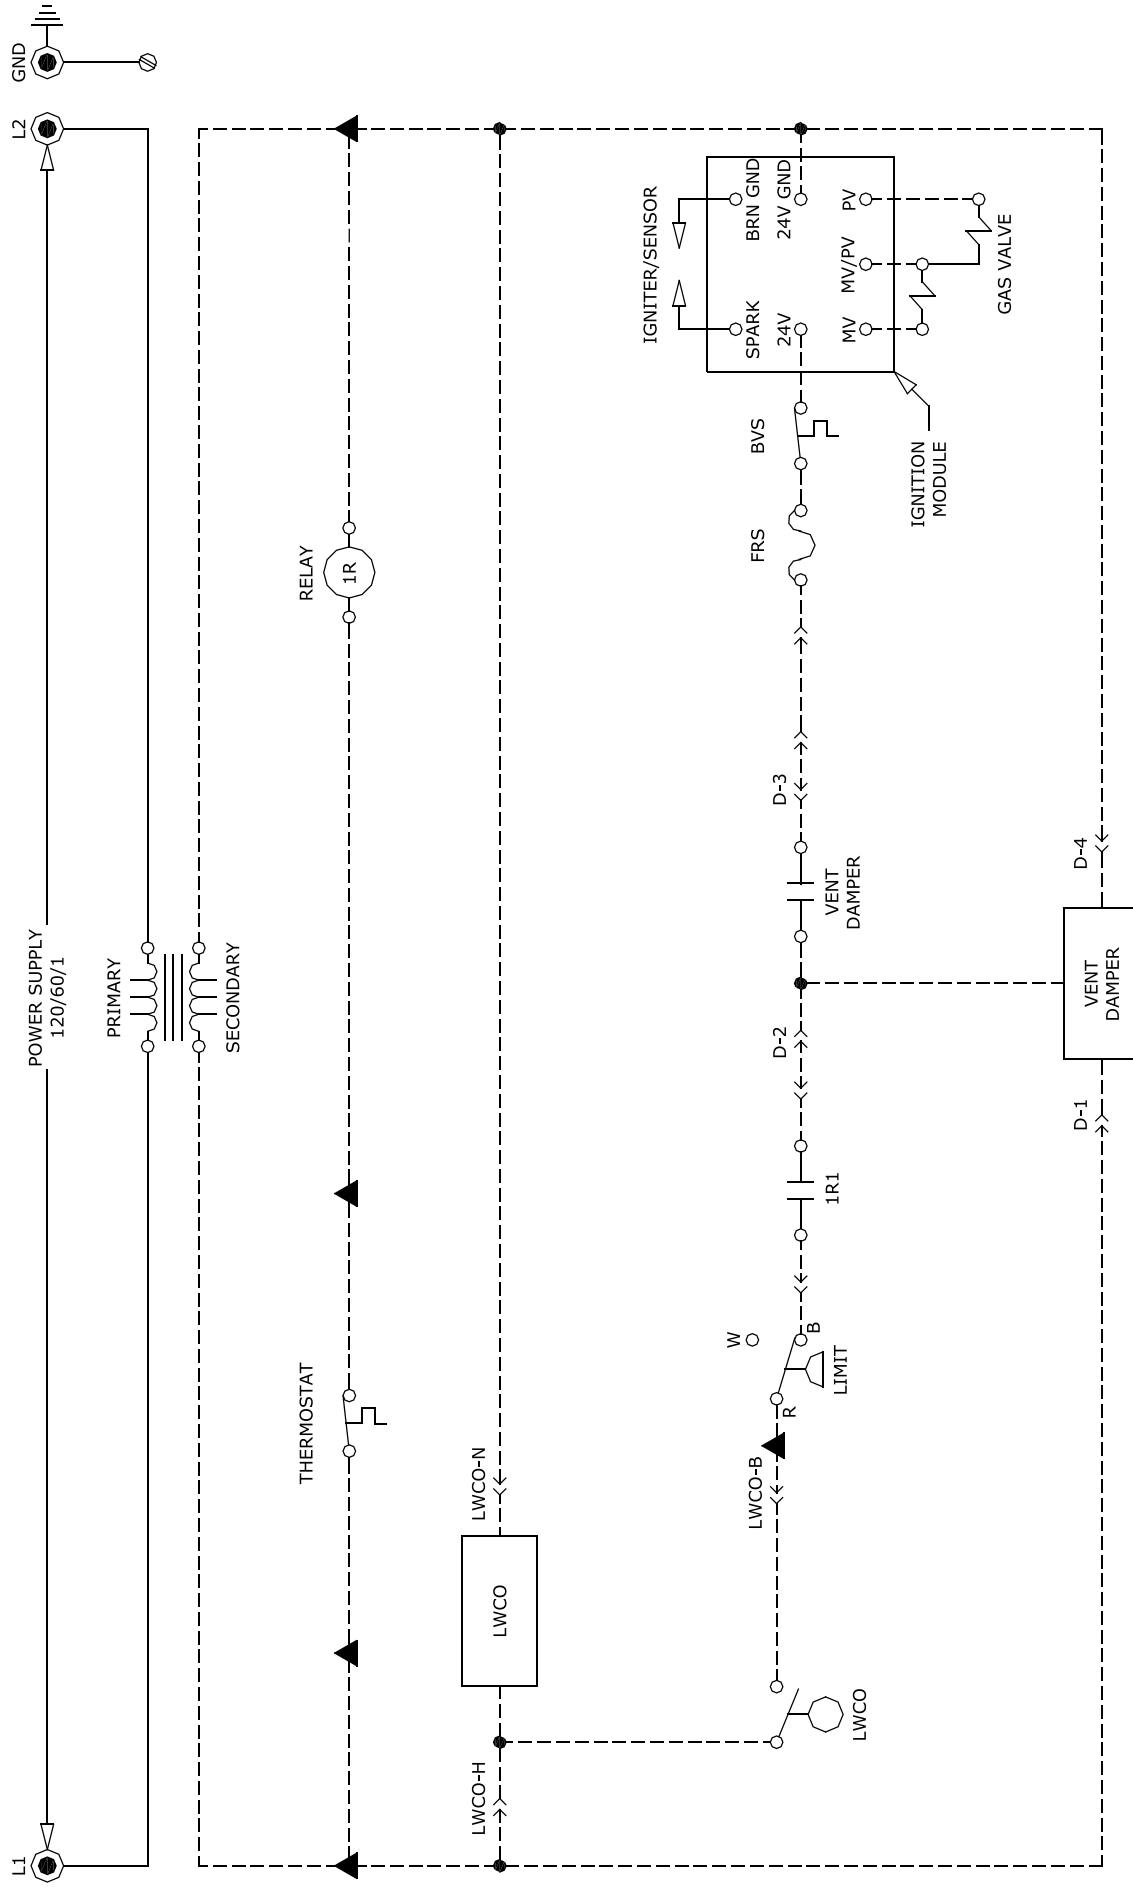 L1
POWER SUPPLY
120/60/1
L2
GND
PRIMARY
SECONDARY
THERMOSTAT
RELAY
1R
LWCO-H
LWCO
LWCO-N
LWCO
LWCO-B
R
LIMIT
W
B
1R1
D-2
VENT
DAMPER
D-3
FRS
BVS
IGNITER/SENSOR
SPARK
BRN GND
24V
24V GND
MV
MV/PV
PV
GAS VALVE
IGNITION
MODULE
D-1
VENT
DAMPER
D-4